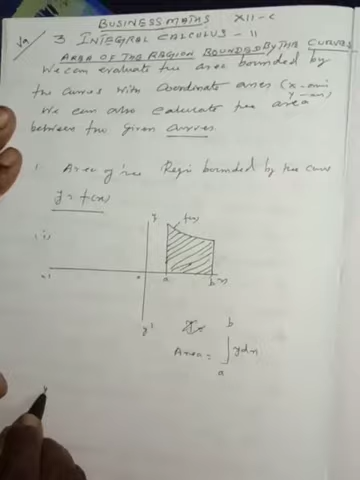 BUSINESS MATHS XII-C
3 INTEGRAL CALCULUS - II
AREA OF THE REGION BOUNDED BY THE CURVES
We can evaluate the area bounded by
the curves with coordinate axes (x-axis
y-axis)
We can also calculate the area
between two given curves
1. Area of the Region bounded by the curve
y = f(x)
(i)
y f(x)
x' o a b x
y'
b
Area = ∫ y dx
a